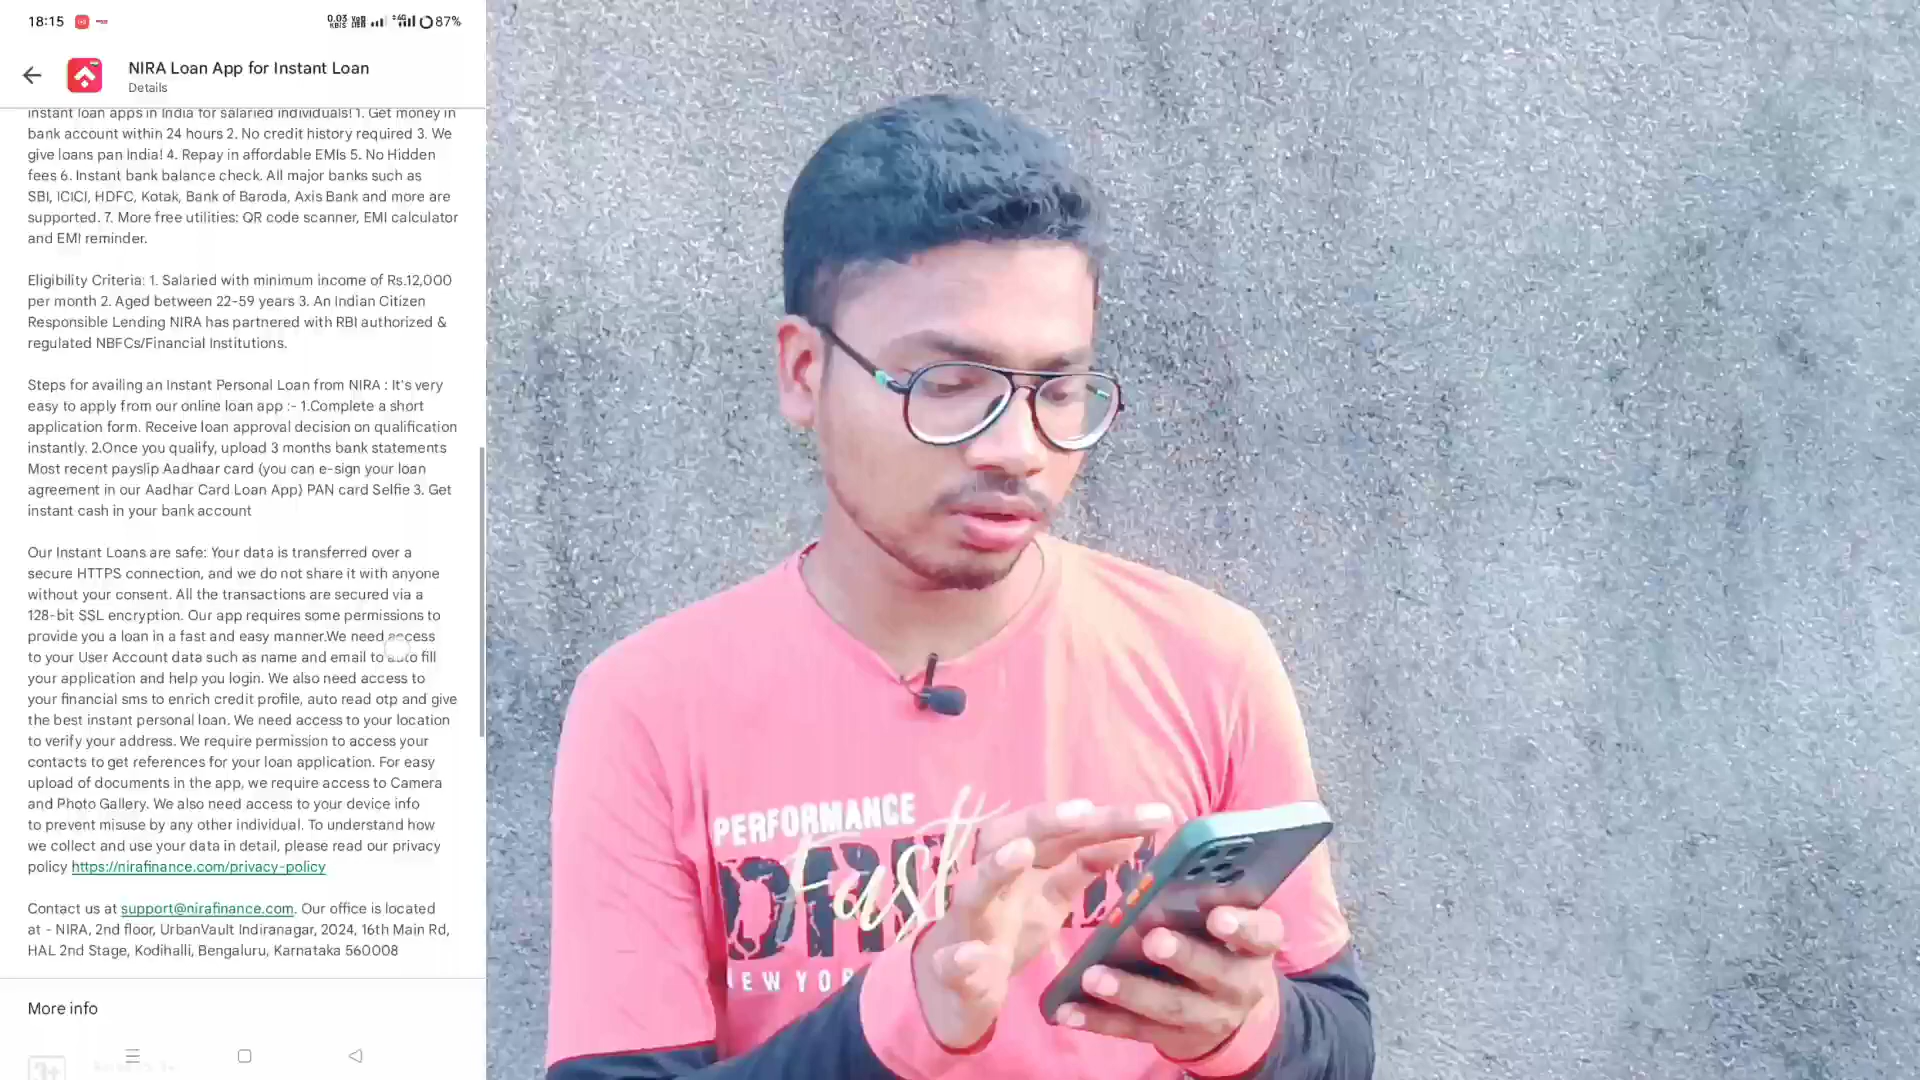 18:15
0.03
KB/S
4G
87%
NIRA Loan App for Instant Loan
Details
instant loan apps in India for salaried individuals! 1. Get money in
bank account within 24 hours 2. No credit history required 3. We
give loans pan India! 4. Repay in affordable EMIs 5. No Hidden
fees 6. Instant bank balance check. All major banks such as
SBI, ICICI, HDFC, Kotak, Bank of Baroda, Axis Bank and more are
supported. 7. More free utilities: QR code scanner, EMI calculator
and EMI reminder.
Eligibility Criteria: 1. Salaried with minimum income of Rs.12,000
per month 2. Aged between 22-59 years 3. An Indian Citizen
Responsible Lending NIRA has partnered with RBI authorized &
regulated NBFCs/Financial Institutions.
Steps for availing an Instant Personal Loan from NIRA : It's very
easy to apply from our online loan app :- 1.Complete a short
application form. Receive loan approval decision on qualification
instantly. 2.Once you qualify, upload 3 months bank statements
Most recent payslip Aadhaar card (you can e-sign your loan
agreement in our Aadhar Card Loan App) PAN card Selfie 3. Get
instant cash in your bank account
Our Instant Loans are safe: Your data is transferred over a
secure HTTPS connection, and we do not share it with anyone
without your consent. All the transactions are secured via a
128-bit SSL encryption. Our app requires some permissions to
provide you a loan in a fast and easy manner.We need access
to your User Account data such as name and email to auto fill
your application and help you login. We also need access to
your financial sms to enrich credit profile, auto read otp and give
the best instant personal loan. We need access to your location
to verify your address. We require permission to access your
contacts to get references for your loan application. For easy
upload of documents in the app, we require access to Camera
and Photo Gallery. We also need access to your device info
to prevent misuse by any other individual. To understand how
we collect and use your data in detail, please read our privacy
policy https://nirafinance.com/privacy-policy
Contact us at support@nirafinance.com. Our office is located
at - NIRA, 2nd floor, UrbanVault Indiranagar, 2024, 16th Main Rd,
HAL 2nd Stage, Kodihalli, Bengaluru, Karnataka 560008
More info
3+
PERFORMANCE
Fast
NEW YOR